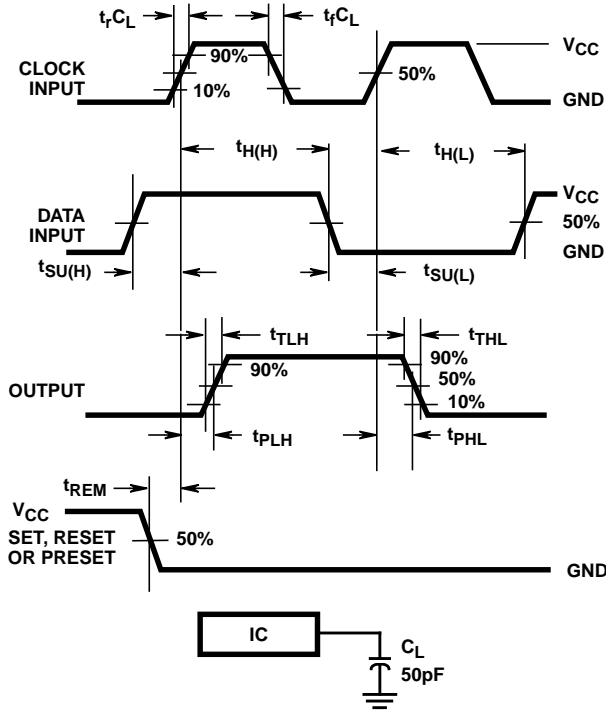 trCL
tfCL
VCC
90%
CLOCK
INPUT
50%
10%
GND
tH(H)
tH(L)
VCC
DATA
INPUT
50%
GND
tSU(H)
tSU(L)
tTLH
tTHL
90%
90%
OUTPUT
50%
10%
tPLH
tPHL
tREM
VCC
SET, RESET
OR PRESET
50%
GND
IC
CL
50pF